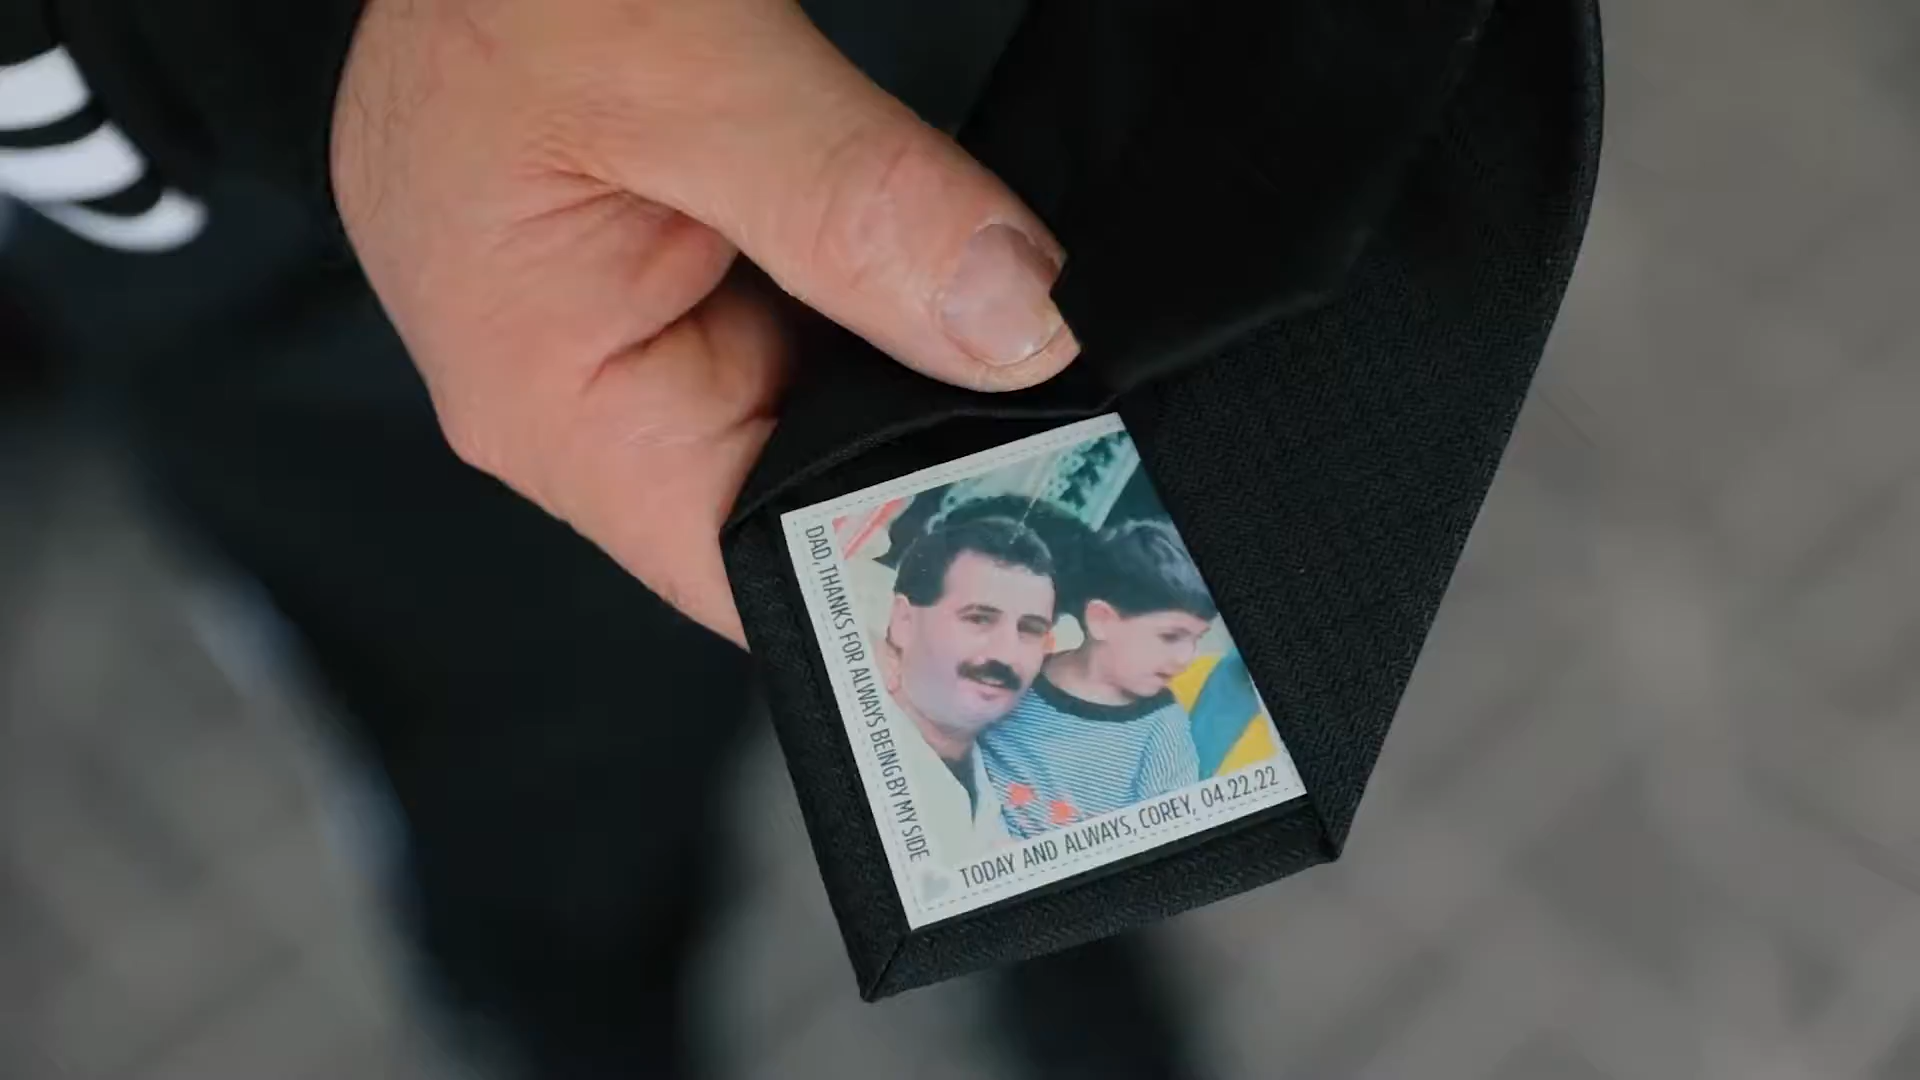 DAD, THANKS FOR ALWAYS BEING BY MY SIDE
TODAY AND ALWAYS, COREY, 04.22.22